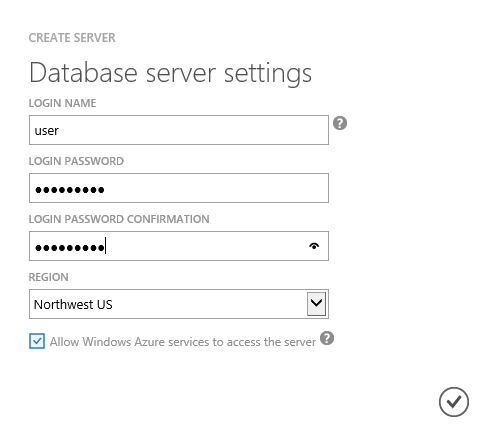 CREATE SERVER
Database server settings
LOGIN NAME
user
?
LOGIN PASSWORD
●●●●●●●●●
LOGIN PASSWORD CONFIRMATION
●●●●●●●●●
REGION
Northwest US
Allow Windows Azure services to access the server ?